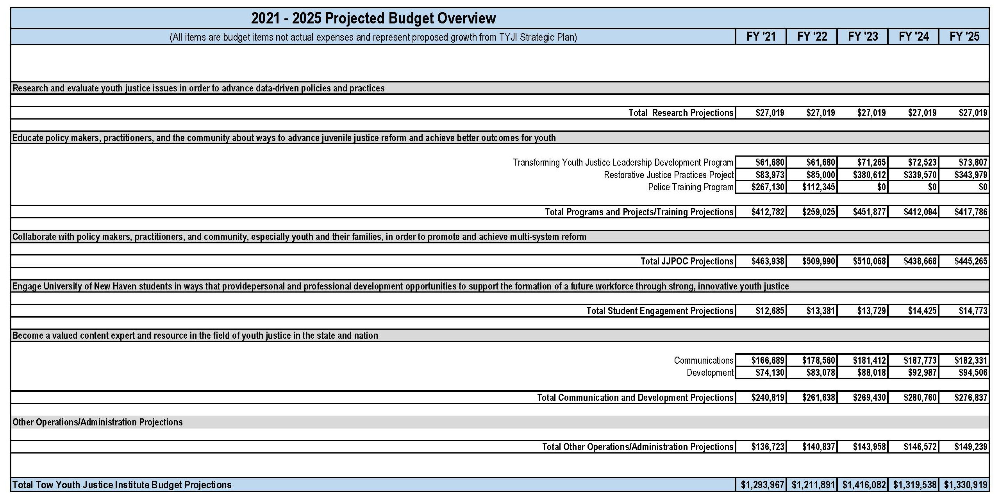 2021 - 2025 Projected Budget Overview
(All items are budget items not actual expenses and represent proposed growth from TYJI Strategic Plan) FY '21 FY '22 FY '23 FY '24 FY '25
Research and evaluate youth justice issues in order to advance data-driven policies and practices
Total Research Projections $27,019 $27,019 $27,019 $27,019 $27,019
Educate policy makers, practitioners, and the community about ways to advance juvenile justice reform and achieve better outcomes for youth
Transforming Youth Justice Leadership Development Program $61,680 $61,680 $71,265 $72,523 $73,807
Restorative Justice Practices Project $83,973 $85,000 $380,612 $339,570 $343,979
Police Training Program $267,130 $112,345 $0 $0 $0
Total Programs and Projects/Training Projections $412,782 $259,025 $451,877 $412,094 $417,786
Collaborate with policy makers, practitioners, and community, especially youth and their families, in order to promote and achieve multi-system reform
Total JJPOC Projections $463,938 $509,990 $510,068 $438,668 $445,265
Engage University of New Haven students in ways that providepersonal and professional development opportunities to support the formation of a future workforce through strong, innovative youth justice
Total Student Engagement Projections $12,685 $13,381 $13,729 $14,425 $14,773
Become a valued content expert and resource in the field of youth justice in the state and nation
Communications $166,689 $178,560 $181,412 $187,773 $182,331
Development $74,130 $83,078 $88,018 $92,987 $94,506
Total Communication and Development Projections $240,819 $261,638 $269,430 $280,760 $276,837
Other Operations/Administration Projections
Total Other Operations/Administration Projections $136,723 $140,837 $143,958 $146,572 $149,239
Total Tow Youth Justice Institute Budget Projections $1,293,967 $1,211,891 $1,416,082 $1,319,538 $1,330,919